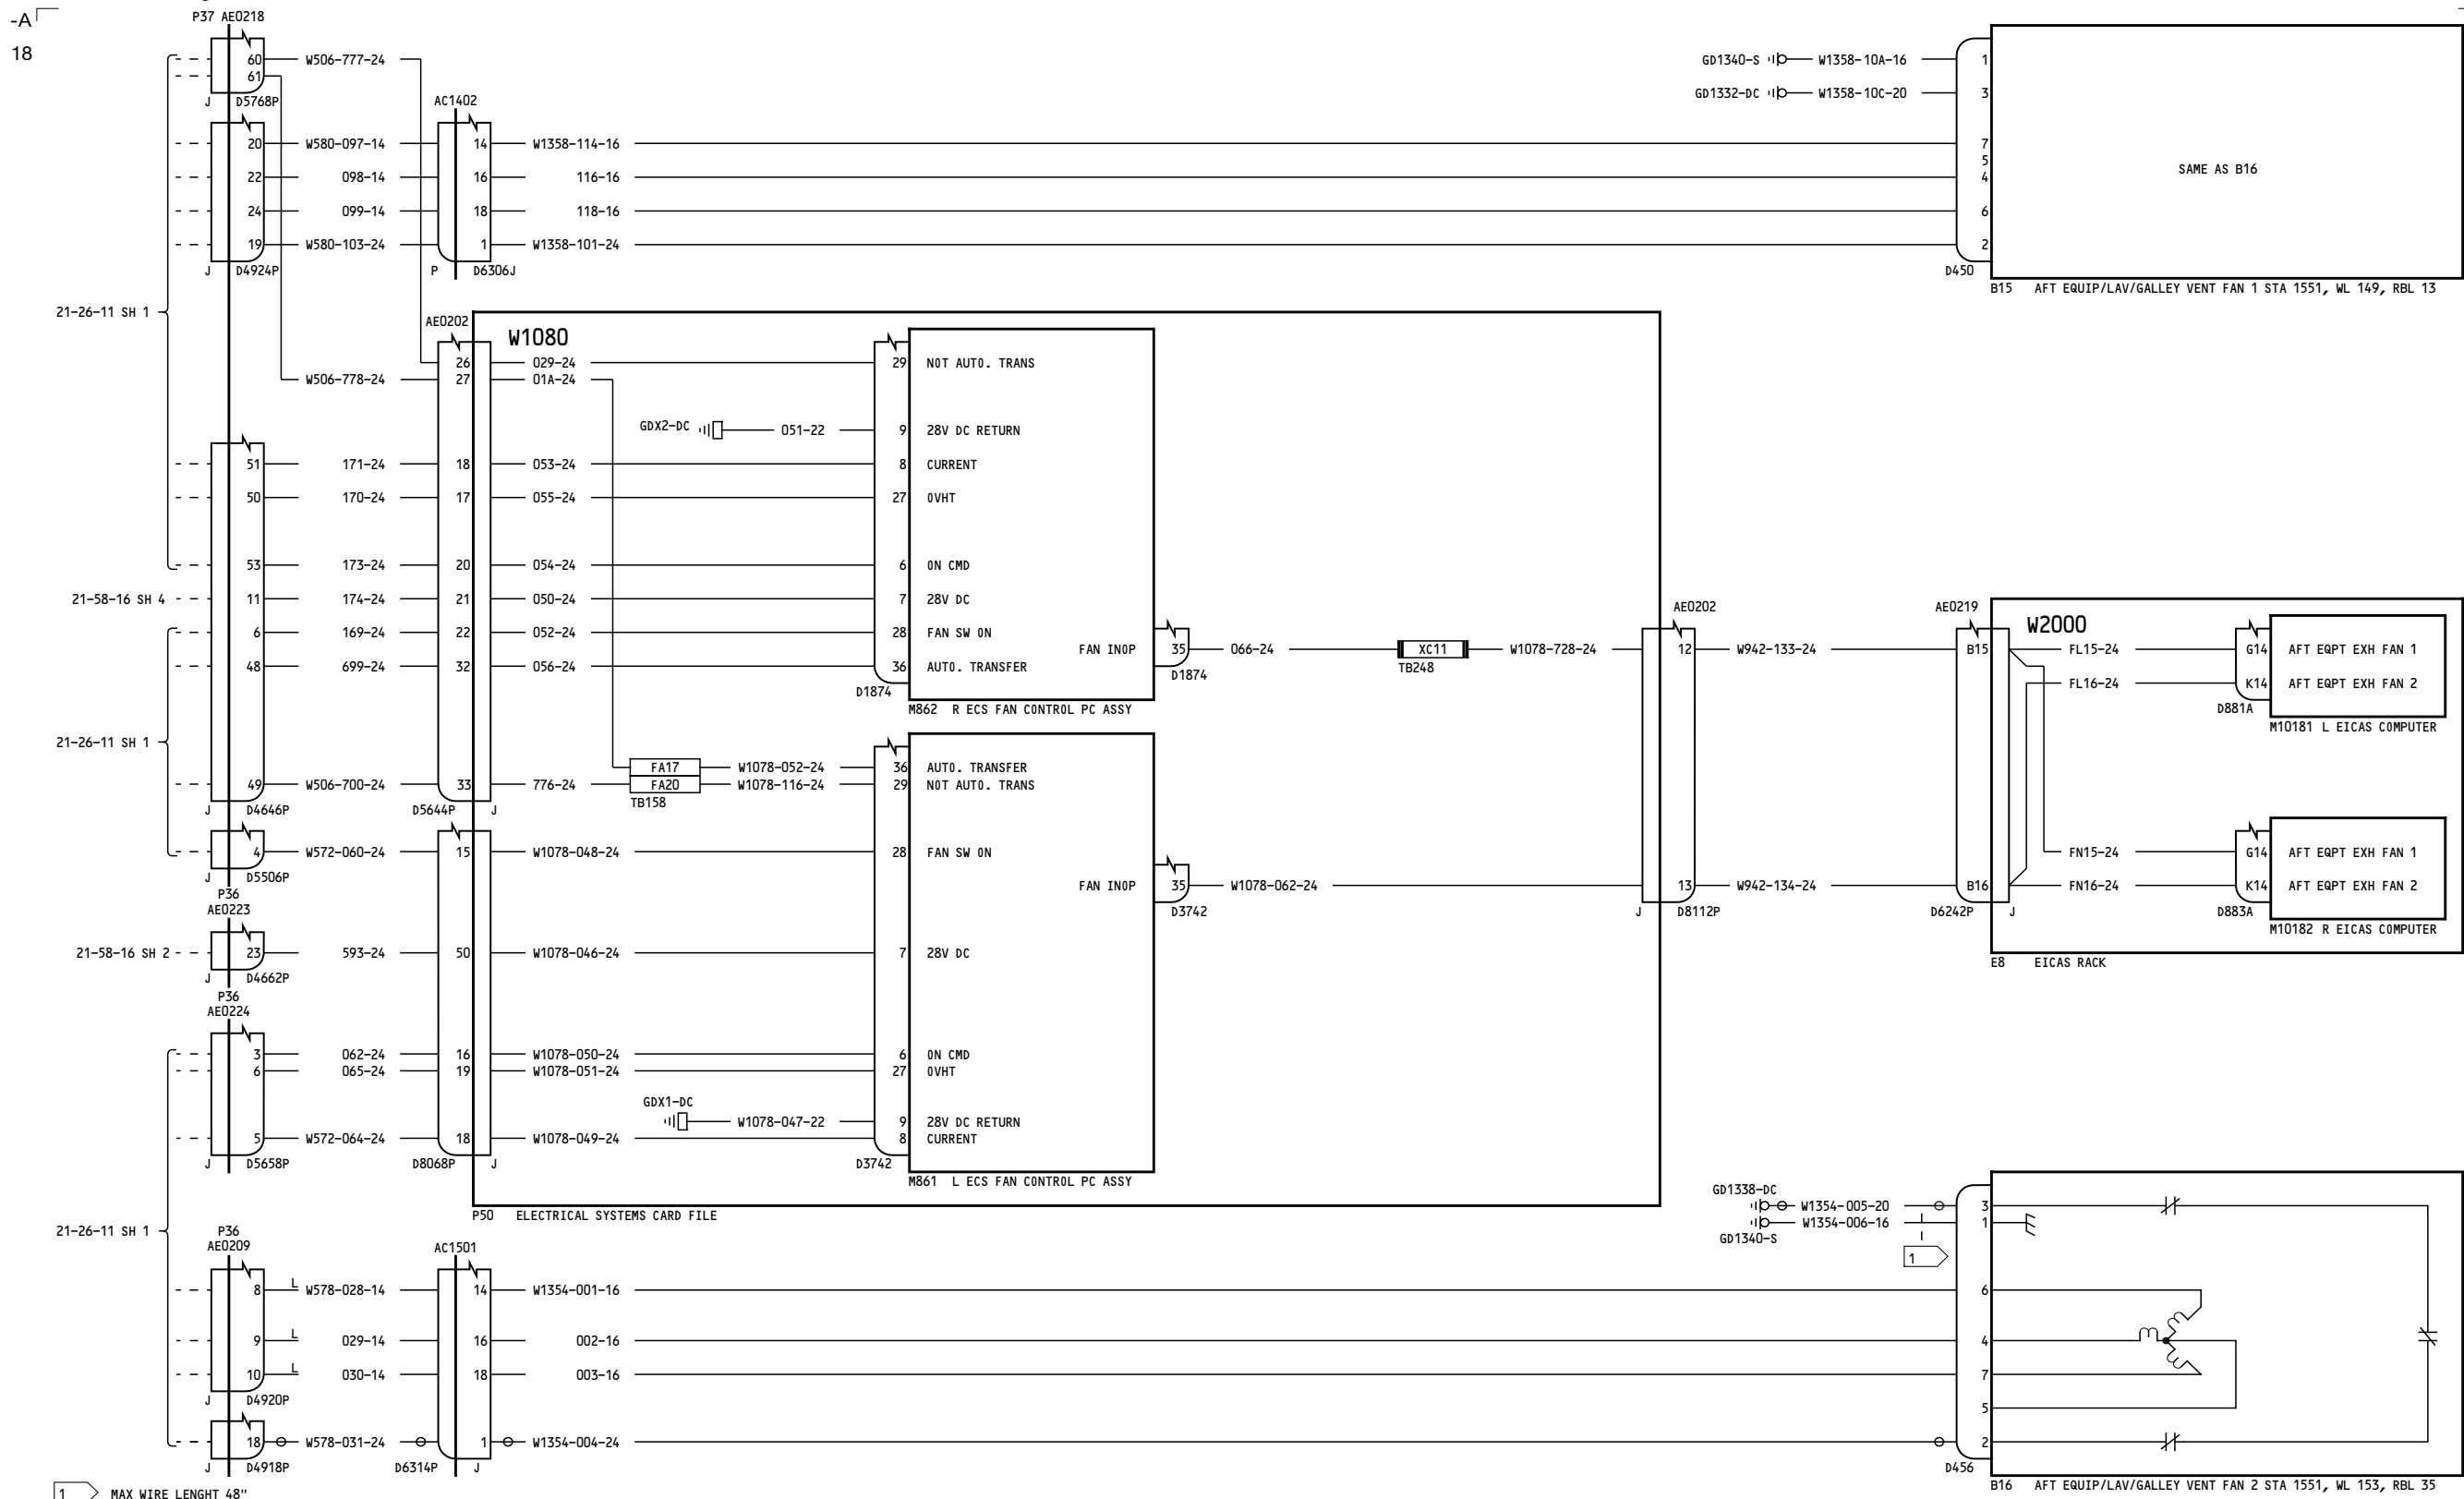 -A
18
P37 AE0218
60 W506-777-24
61
J D5768P
AC1402
20 W580-097-14 14 W1358-114-16
22 098-14 16 116-16
24 099-14 18 118-16
19 W580-103-24 1 W1358-101-24
J D4924P P D6306J
GD1340-S W1358-10A-16 1
GD1332-DC W1358-10C-20 3
7
5
4
6
2
SAME AS B16
D450
B15 AFT EQUIP/LAV/GALLEY VENT FAN 1 STA 1551, WL 149, RBL 13
21-26-11 SH 1
AE0202
W1080
26 029-24 29 NOT AUTO. TRANS
W506-778-24 27 01A-24
GDX2-DC 051-22 9 28V DC RETURN
51 171-24 18 053-24 8 CURRENT
50 170-24 17 055-24 27 OVHT
53 173-24 20 054-24 6 ON CMD
21-58-16 SH 4 11 174-24 21 050-24 7 28V DC
6 169-24 22 052-24 28 FAN SW ON
48 699-24 32 056-24 36 AUTO. TRANSFER
D1874
M862 R ECS FAN CONTROL PC ASSY
FAN INOP 35 066-24 XC11 W1078-728-24 12 W942-133-24 B15
D1874
TB248
AE0202
AE0219
W2000
FL15-24 G14 AFT EQPT EXH FAN 1
FL16-24 K14 AFT EQPT EXH FAN 2
D881A
M10181 L EICAS COMPUTER
21-26-11 SH 1
FA17 W1078-052-24 36 AUTO. TRANSFER
49 W506-700-24 33 776-24 FA20 W1078-116-24 29 NOT AUTO. TRANS
J D4646P D5644P J TB158
4 W572-060-24 15 W1078-048-24 28 FAN SW ON
J D5506P
FAN INOP 35 W1078-062-24 13 W942-134-24 B16
D3742
J D8112P D6242P J
FN15-24 G14 AFT EQPT EXH FAN 1
FN16-24 K14 AFT EQPT EXH FAN 2
D883A
M10182 R EICAS COMPUTER
E8 EICAS RACK
P36
AE0223
21-58-16 SH 2 23 593-24 50 W1078-046-24 7 28V DC
J D4662P
P36
AE0224
3 062-24 16 W1078-050-24 6 ON CMD
6 065-24 19 W1078-051-24 27 OVHT
GDX1-DC W1078-047-22 9 28V DC RETURN
5 W572-064-24 18 W1078-049-24 8 CURRENT
J D5658P D8068P J D3742
M861 L ECS FAN CONTROL PC ASSY
P50 ELECTRICAL SYSTEMS CARD FILE
21-26-11 SH 1
P36
AE0209
AC1501
GD1338-DC W1354-005-20 3
GD1340-S W1354-006-16 1
1
8 L W578-028-14 14 W1354-001-16 6
9 L 029-14 16 002-16 4
10 L 030-14 18 003-16 7
J D4920P
5
18 W578-031-24 1 W1354-004-24 2
J D4918P D6314P J D456
B16 AFT EQUIP/LAV/GALLEY VENT FAN 2 STA 1551, WL 153, RBL 35
1 MAX WIRE LENGHT 48"